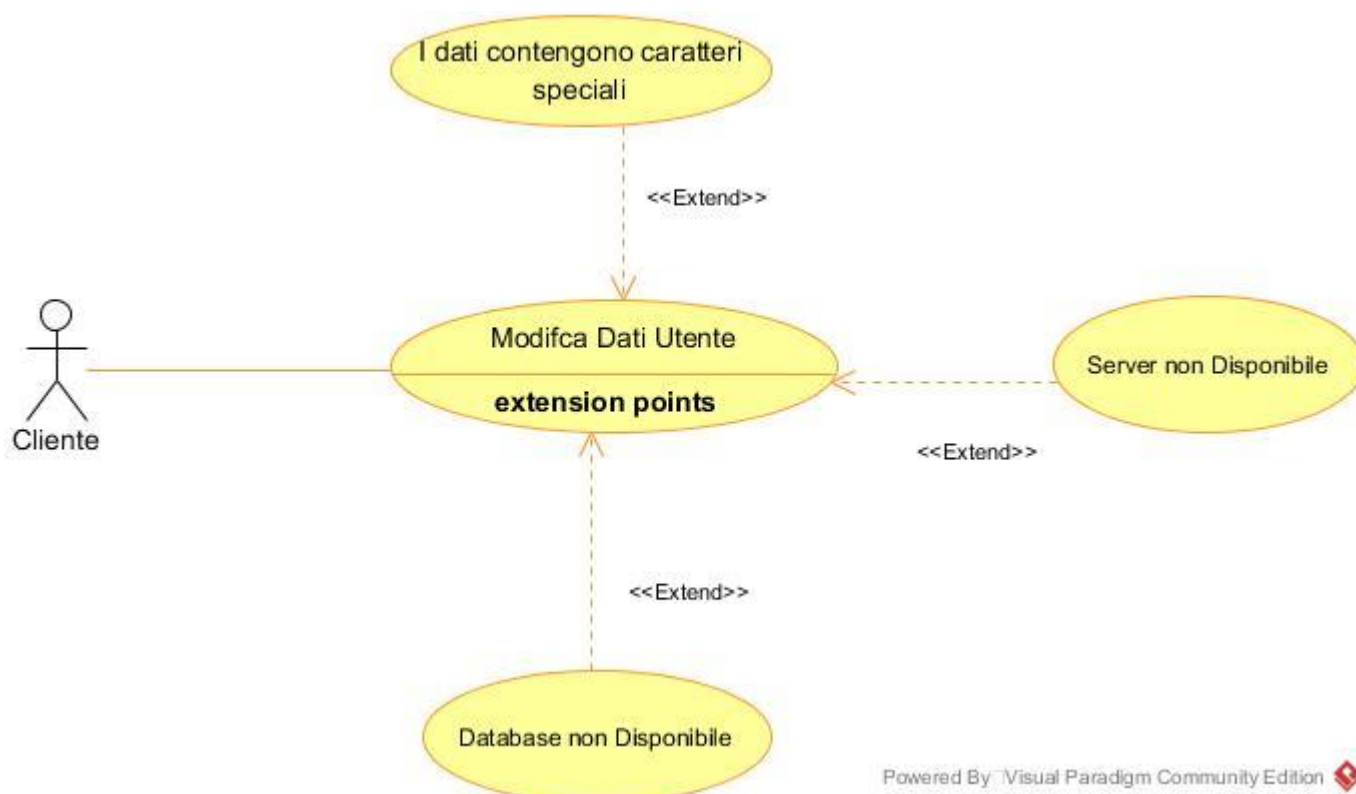 I dati contengono caratteri
speciali
<<Extend>>
Modifca Dati Utente
extension points
Server non Disponibile
Cliente
<<Extend>>
<<Extend>>
Database non Disponibile
Powered By Visual Paradigm Community Edition